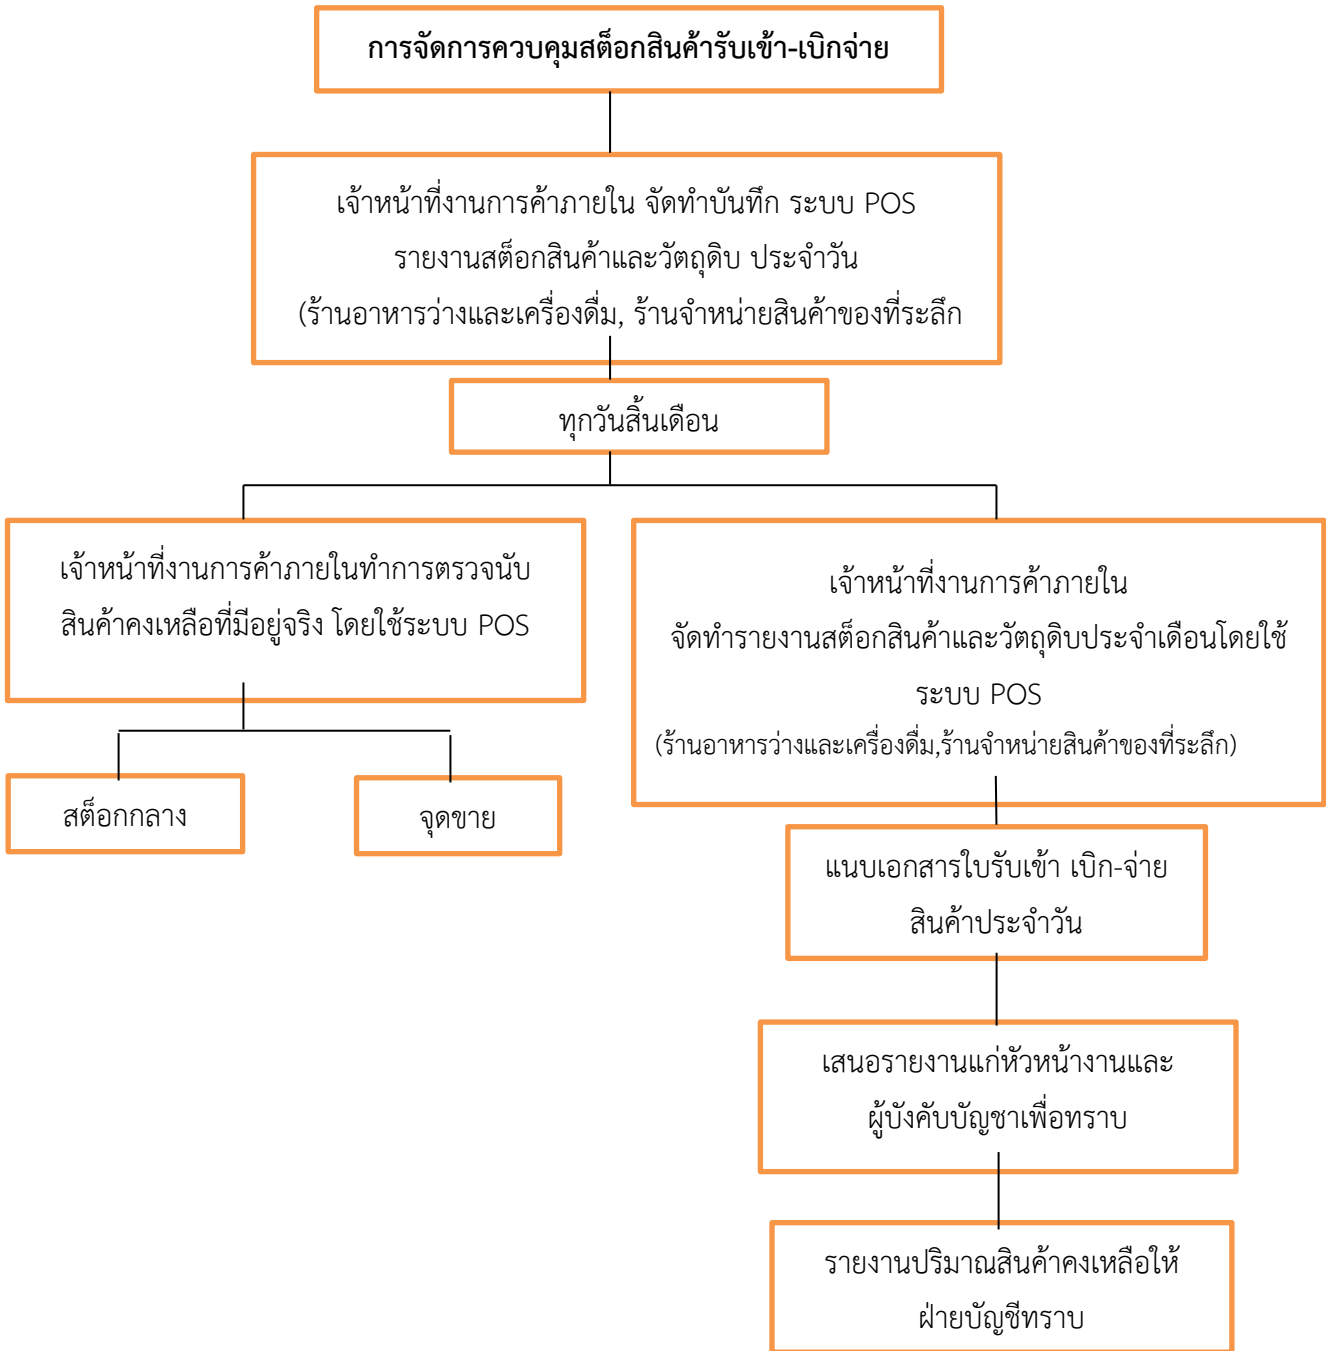 การจัดการควบคุมสต็อกสินค้ารับเข้า-เบิกจ่าย
เจ้าหน้าที่งานการค้าภายใน จัดทำบันทึก ระบบ POS
รายงานสต็อกสินค้าและวัตถุดิบ ประจำวัน
(ร้านอาหารว่างและเครื่องดื่ม, ร้านจำหน่ายสินค้าของที่ระลึก
ทุกวันสิ้นเดือน
เจ้าหน้าที่งานการค้าภายในทำการตรวจนับ
สินค้าคงเหลือที่มีอยู่จริง โดยใช้ระบบ POS
สต็อกกลาง
จุดขาย
เจ้าหน้าที่งานการค้าภายใน
จัดทำรายงานสต็อกสินค้าและวัตถุดิบประจำเดือนโดยใช้
ระบบ POS
(ร้านอาหารว่างและเครื่องดื่ม,ร้านจำหน่ายสินค้าของที่ระลึก)
แนบเอกสารใบรับเข้า เบิก-จ่าย
สินค้าประจำวัน
เสนอรายงานแก่หัวหน้างานและ
ผู้บังคับบัญชาเพื่อทราบ
รายงานปริมาณสินค้าคงเหลือให้
ฝ่ายบัญชีทราบ